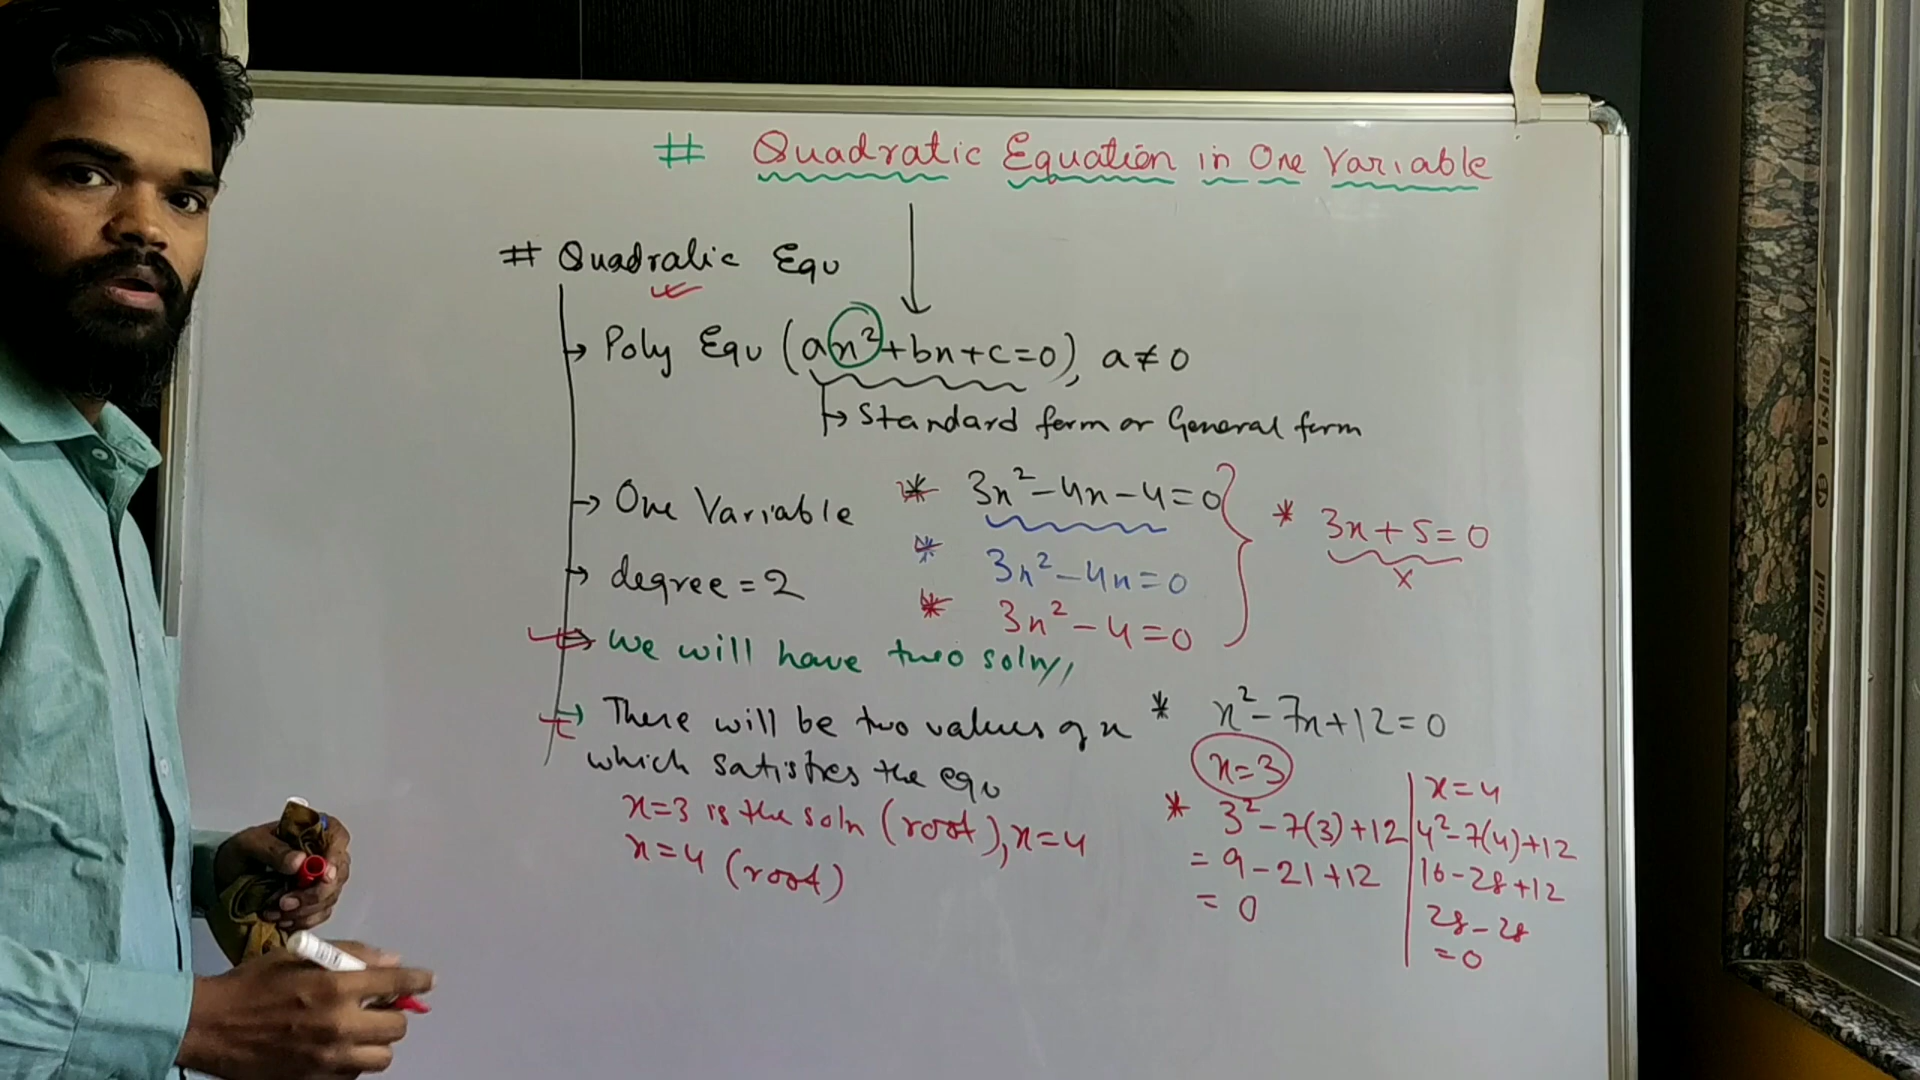 # Quadratic Equation in One Variable
# Quadratic Equ
→ Poly Equ (ax²+bx+c=0), a≠0
→ Standard form or General form
→ One Variable
* 3x²-4x-4=0
* 3x+5=0
x
* 3x²-4x=0
→ degree = 2
* 3x²-4=0
→ we will have two soln,
→ There will be two values of x
which satisfies the equ
* x²-7x+12=0
x=3
x=3 is the soln (root), x=4
x=4 (root)
* 3²-7(3)+12
= 9-21+12
= 0
x=4
4²-7(4)+12
16-28+12
28-28
=0
Vishal